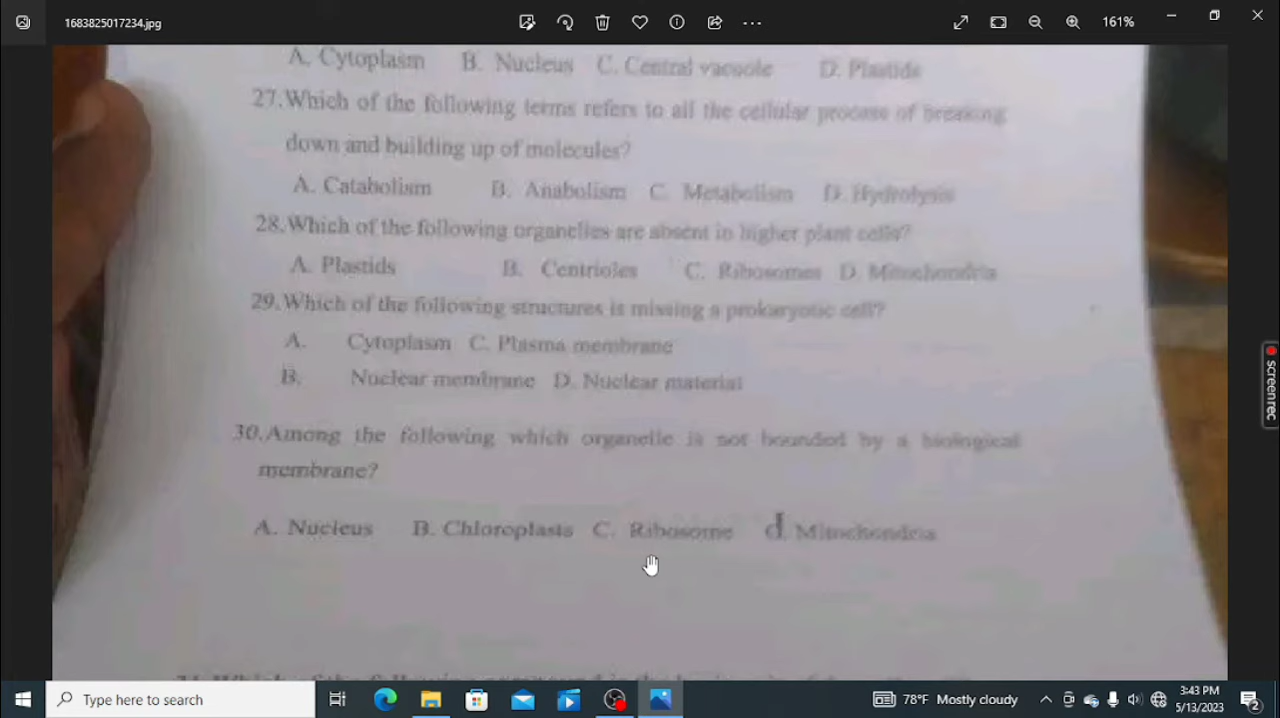 1683825017234.jpg
161%
A. Cytoplasm B. Nucleus C. Central vacuole D. Plastids
27.Which of the following terms refers to all the cellular process of breaking
down and building up of molecules?
A. Catabolism B. Anabolism C. Metabolism D. Hydrolysis
28.Which of the following organelles are absent in higher plant cells?
A. Plastids B. Centrioles C. Ribosomes D. Mitochondria
29.Which of the following structures is missing a prokaryotic cell?
A. Cytoplasm C. Plasma membrane
B. Nuclear membrane D. Nuclear material
30.Among the following which organelle is not bounded by a biological
membrane?
A. Nucleus B. Chloroplasts C. Ribosome d. Mitochondria
screenrec
Type here to search
78°F Mostly cloudy
3:43 PM
5/13/2023
2